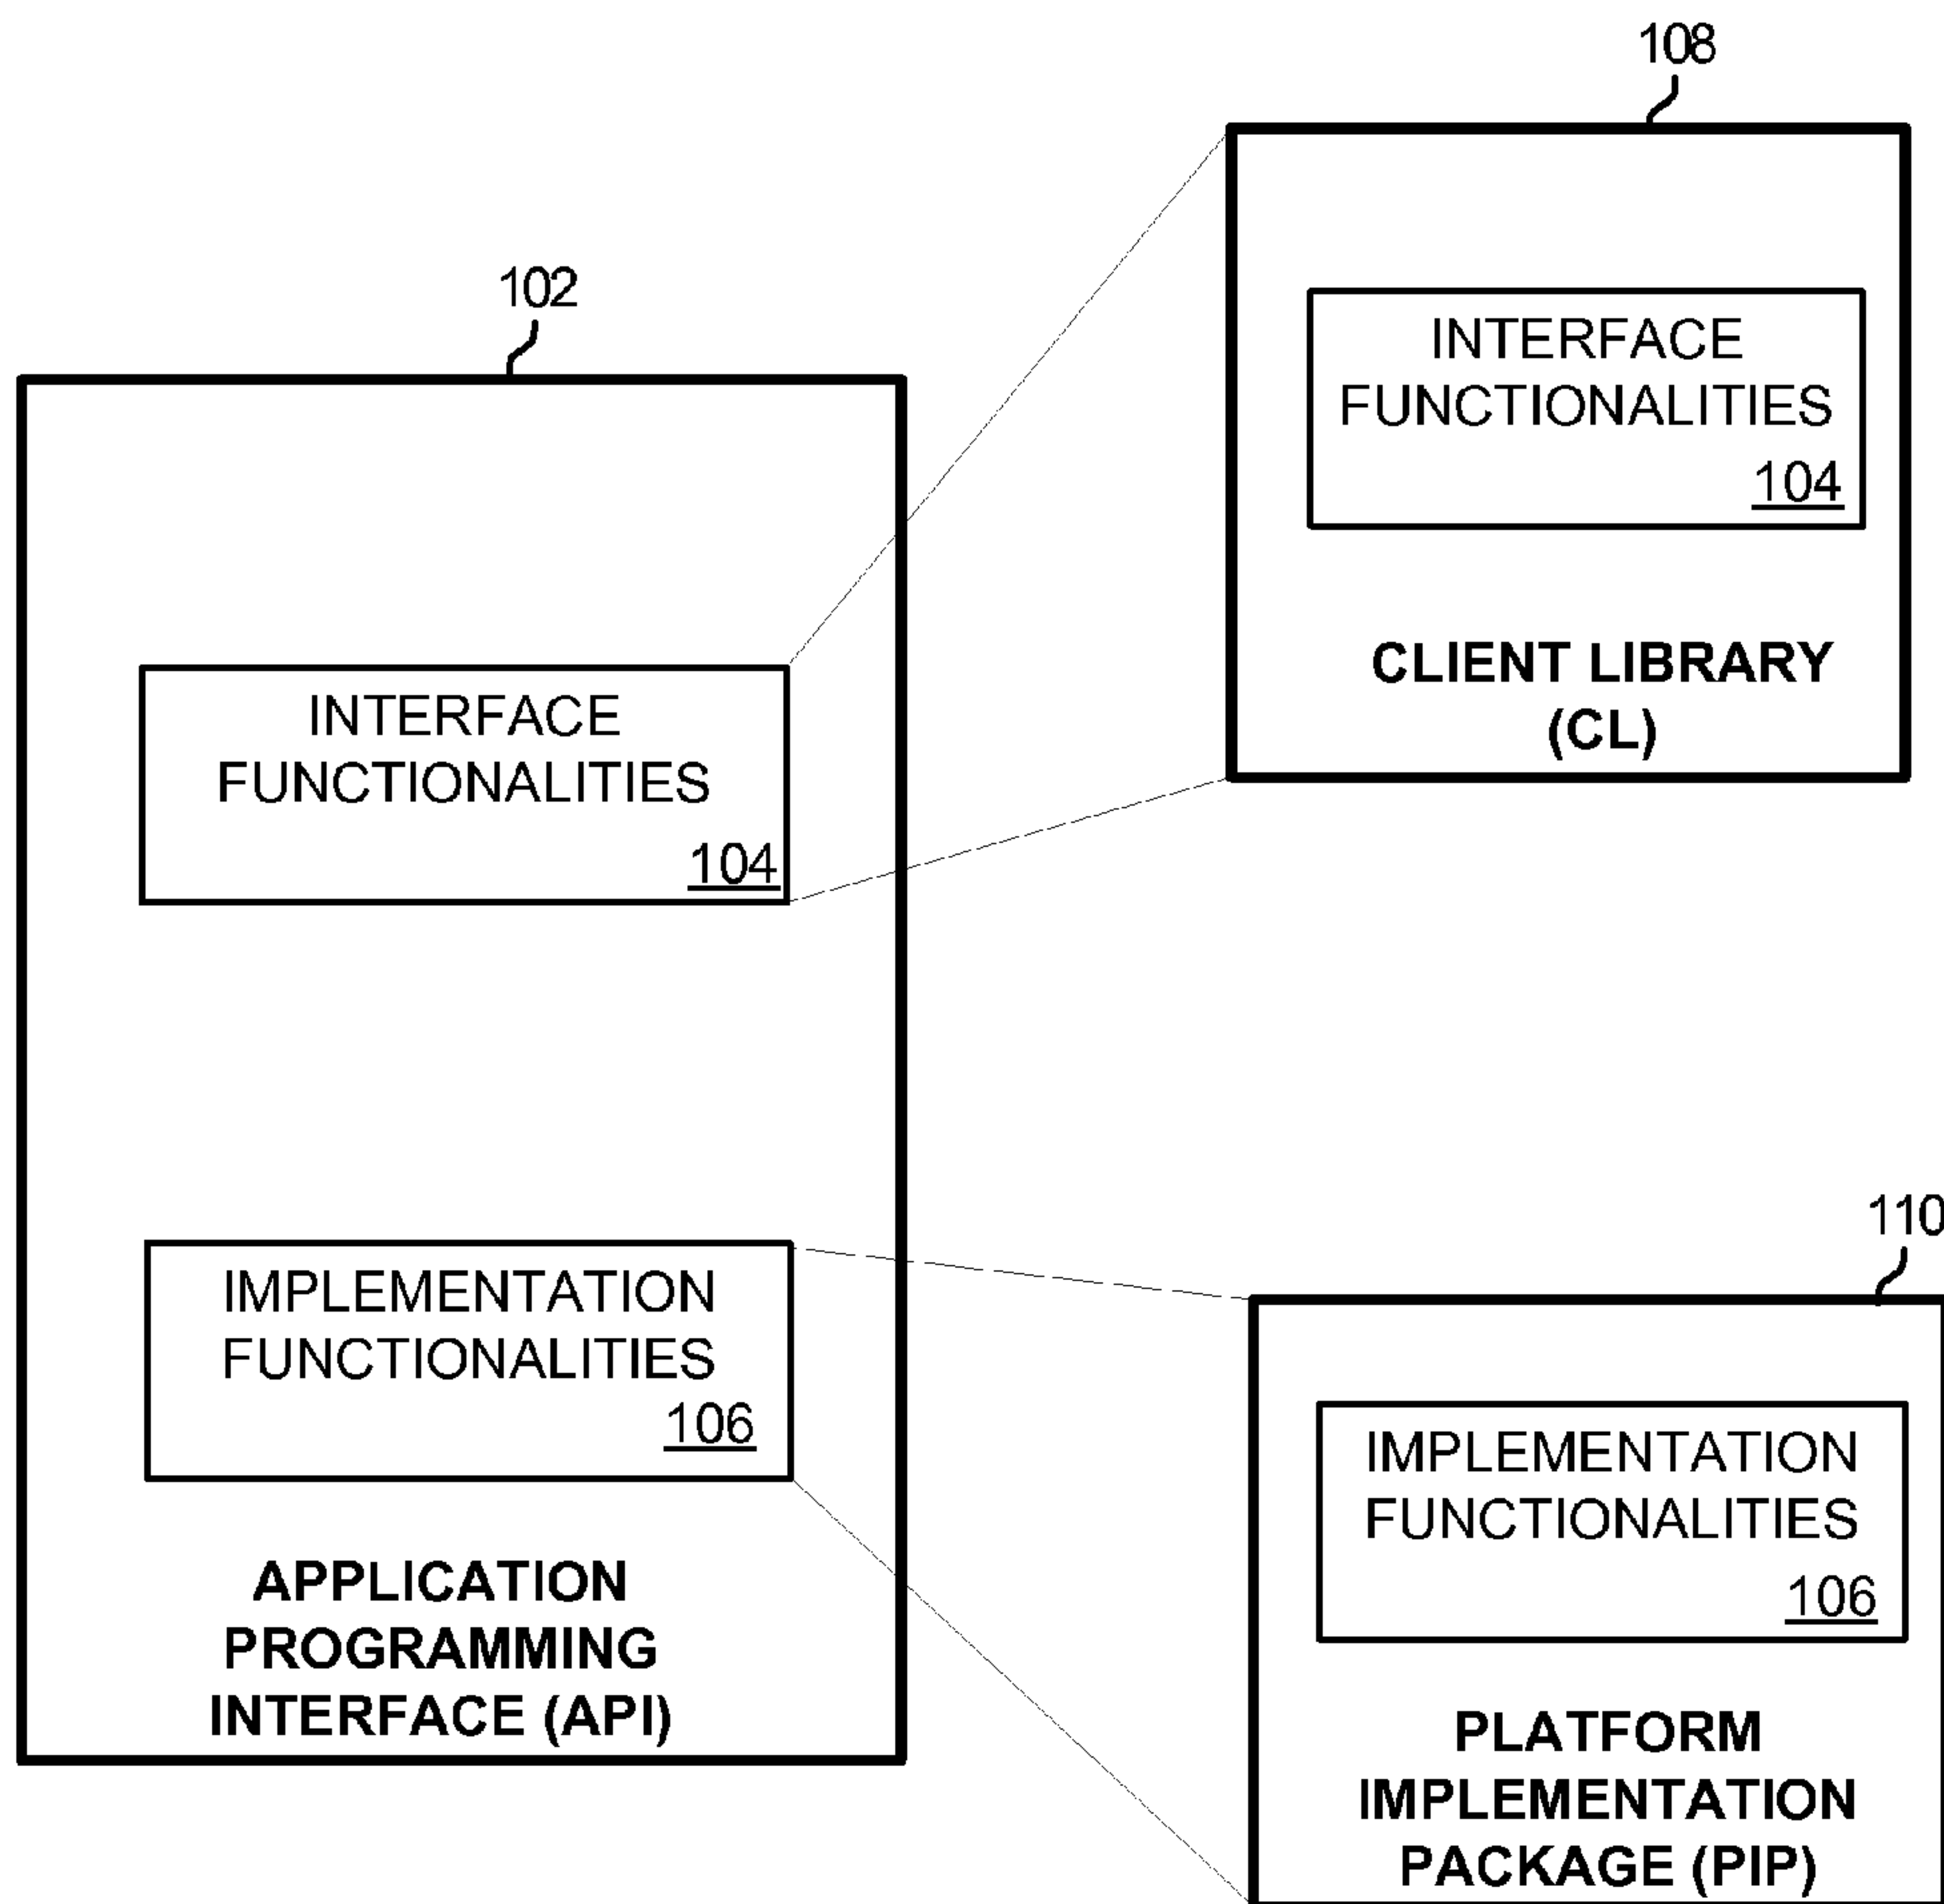 102
INTERFACE
FUNCTIONALITIES
104
IMPLEMENTATION
FUNCTIONALITIES
106
APPLICATION
PROGRAMMING
INTERFACE (API)
108
INTERFACE
FUNCTIONALITIES
104
CLIENT LIBRARY
(CL)
110
IMPLEMENTATION
FUNCTIONALITIES
106
PLATFORM
IMPLEMENTATION
PACKAGE (PIP)